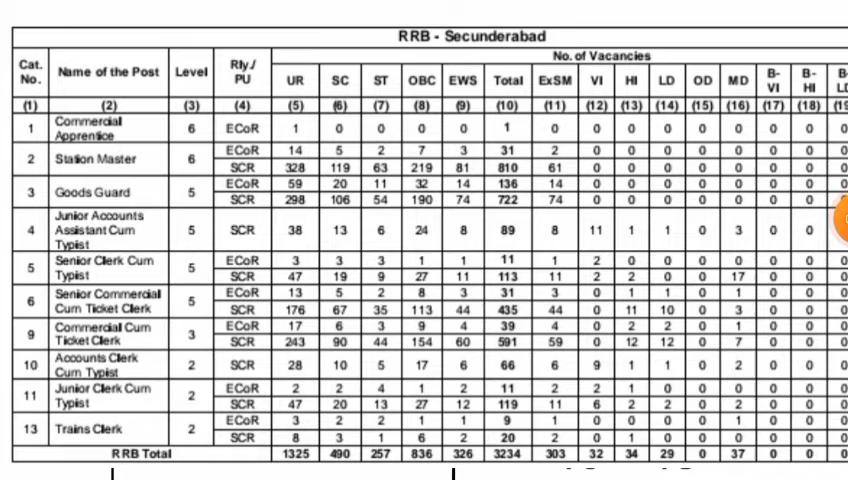 RRB - Secunderabad
Cat. No. Name of the Post Level Rly./ PU No. of Vacancies
UR SC ST OBC EWS Total ExSM VI HI LD OD MD B-VI B-HI
(1) (2) (3) (4) (5) (6) (7) (8) (9) (10) (11) (12) (13) (14) (15) (16) (17) (18)
1 Commercial Apprentice 6 ECoR 1 0 0 0 0 1 0 0 0 0 0 0 0 0 0
2 Station Master 6 ECoR 14 5 2 7 3 31 2 0 0 0 0 0 0 0 0
SCR 328 119 63 219 81 810 61 0 0 0 0 0 0 0 0
3 Goods Guard 5 ECoR 59 20 11 32 14 136 14 0 0 0 0 0 0 0 0
SCR 298 106 54 190 74 722 74 0 0 0 0 0 0 0
4 Junior Accounts Assistant Cum Typist 5 SCR 38 13 6 24 8 89 8 11 1 1 0 3 0 0
5 Senior Clerk Cum Typist 5 ECoR 3 3 3 1 1 11 1 2 0 0 0 0 0 0 0
SCR 47 19 9 27 11 113 11 2 2 0 0 17 0 0 0
6 Senior Commercial Cum Ticket Clerk 5 ECoR 13 5 2 8 3 31 3 0 1 1 0 1 0 0 0
SCR 176 67 35 113 44 435 44 0 11 10 0 3 0 0 0
9 Commercial Cum Ticket Clerk 3 ECoR 17 6 3 9 4 39 4 0 2 2 0 1 0 0 0
SCR 243 90 44 154 60 591 59 0 12 12 0 7 0 0 0
10 Accounts Clerk Cum Typist 2 SCR 28 10 5 17 6 66 6 9 1 1 0 2 0 0 0
11 Junior Clerk Cum Typist 2 ECoR 2 2 4 1 2 11 2 2 1 0 0 0 0 0 0
SCR 47 20 13 27 12 119 11 6 2 2 0 2 0 0 0
13 Trains Clerk 2 ECoR 3 2 2 1 1 9 1 0 0 0 0 1 0 0 0
SCR 8 3 1 6 2 20 2 0 1 0 0 0 0 0 0
RRB Total 1325 490 257 836 326 3234 303 32 34 29 0 37 0 0 0